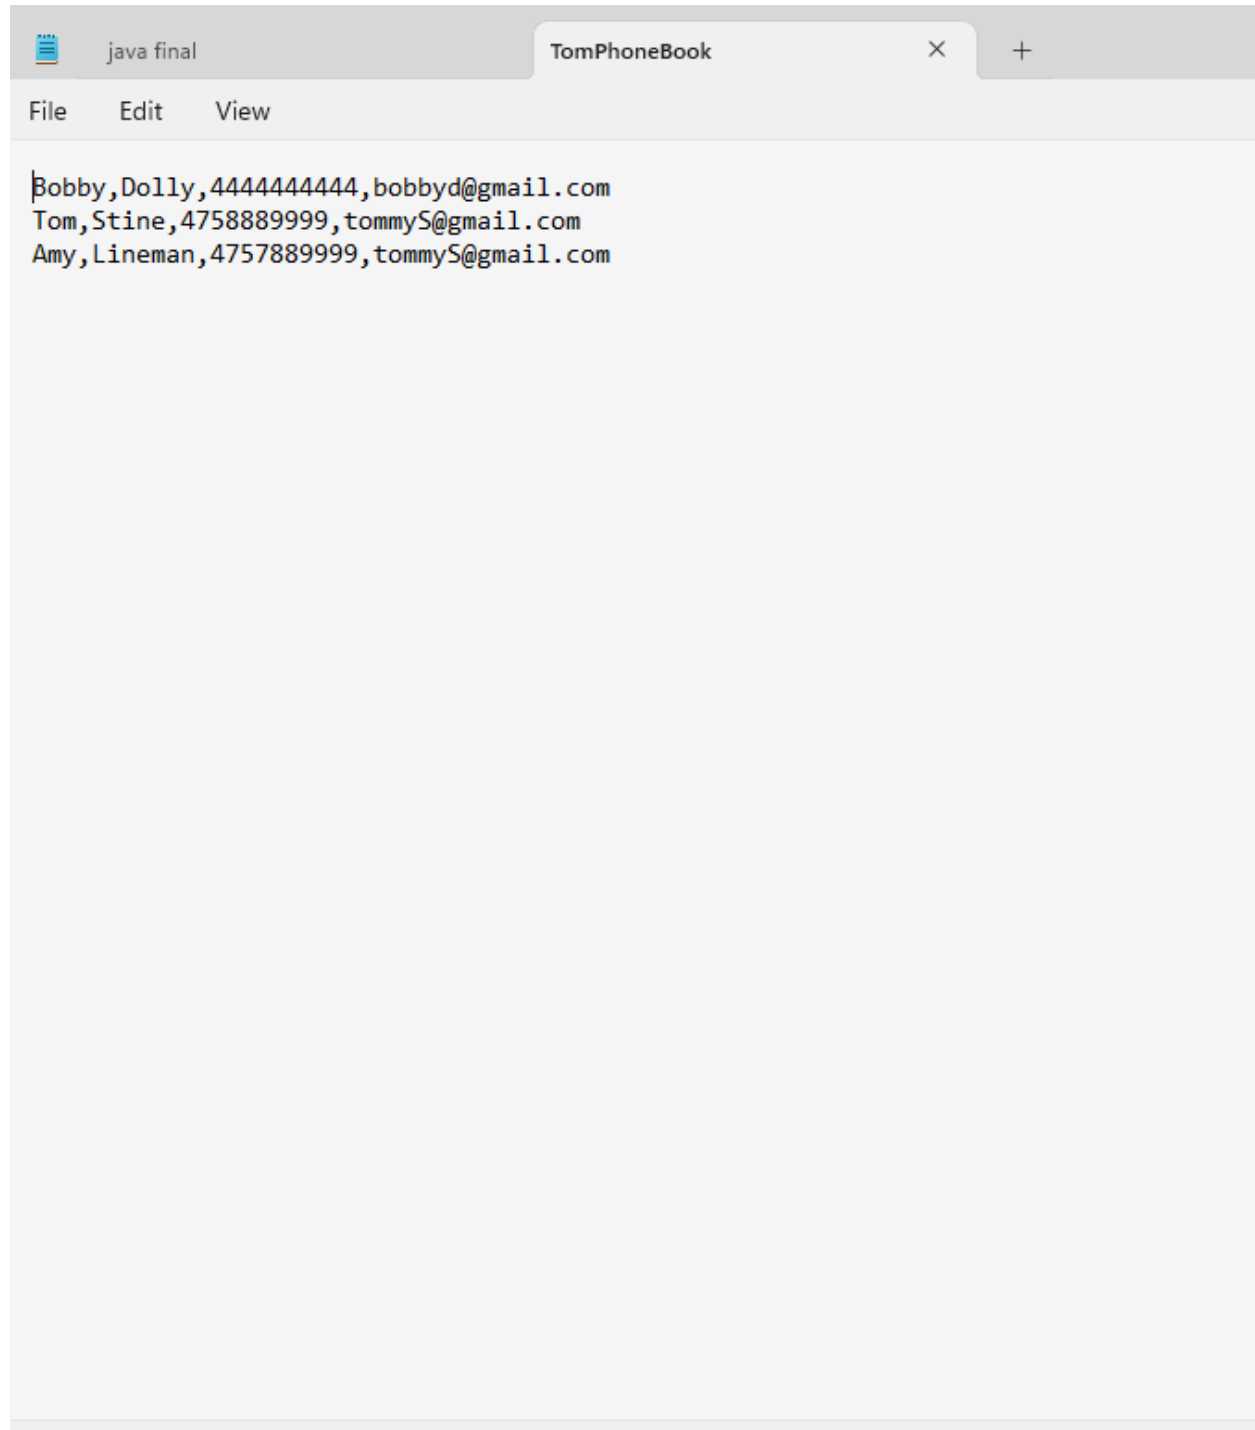 java final
TomPhoneBook
File Edit View
Bobby,Dolly,4444444444,bobbyd@gmail.com
Tom,Stine,4758889999,tommyS@gmail.com
Amy,Lineman,4757889999,tommyS@gmail.com